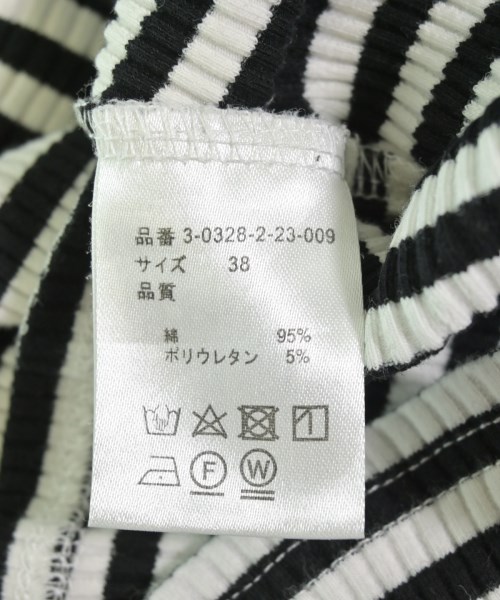 品番 3-0328-2-23-009
サイズ 38
品質
綿 95%
ポリウレタン 5%
F W